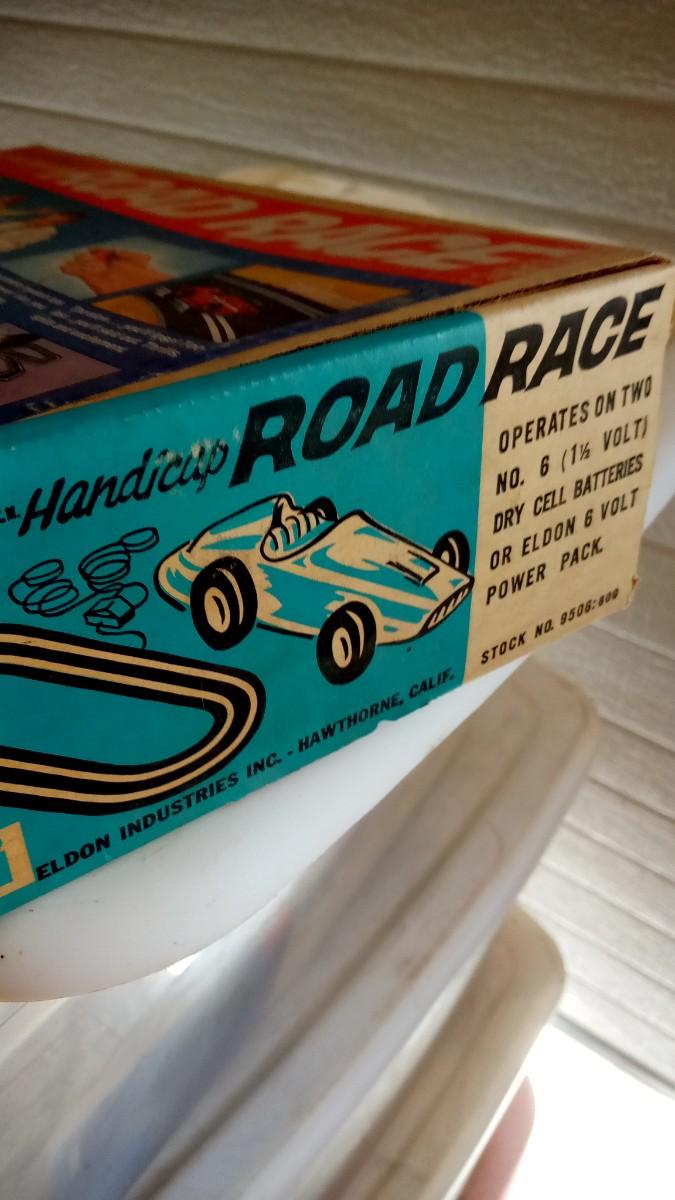 ROAD RACE
Handicap ROAD RACE
OPERATES ON TWO
NO. 6 (1½ VOLT)
DRY CELL BATTERIES
OR ELDON 6 VOLT
POWER PACK.
STOCK NO. 9506:800
ELDON INDUSTRIES INC. - HAWTHORNE, CALIF.